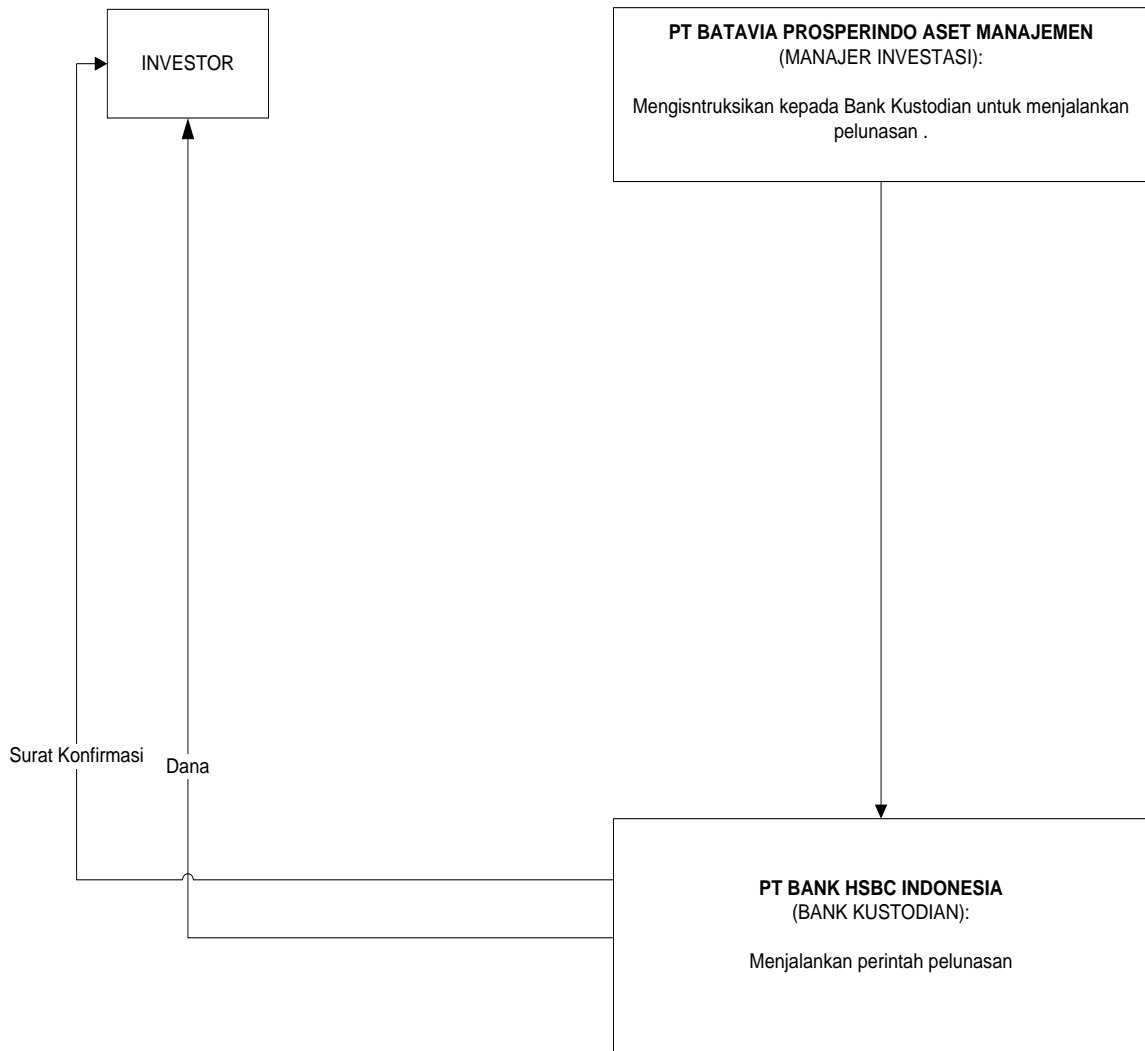 INVESTOR
PT BATAVIA PROSPERINDO ASET MANAJEMEN
(MANAJER INVESTASI):
Mengisntruksikan kepada Bank Kustodian untuk menjalankan
pelunasan .
Surat Konfirmasi
Dana
PT BANK HSBC INDONESIA
(BANK KUSTODIAN):
Menjalankan perintah pelunasan